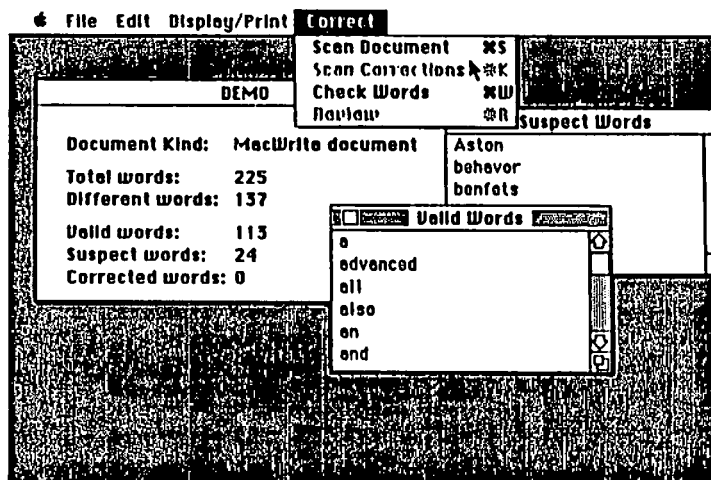 File Edit Display/Print Correct
Scan Document ⌘S
Scan Corrections ⌘K
Check Words ⌘W
Review ⌘R
DEMO
Document Kind: MacWrite document
Total words: 225
Different words: 137
Valid words: 113
Suspect words: 24
Corrected words: 0
Suspect Words
Aston
behavor
benfets
Valid Words
a
advanced
all
also
an
and